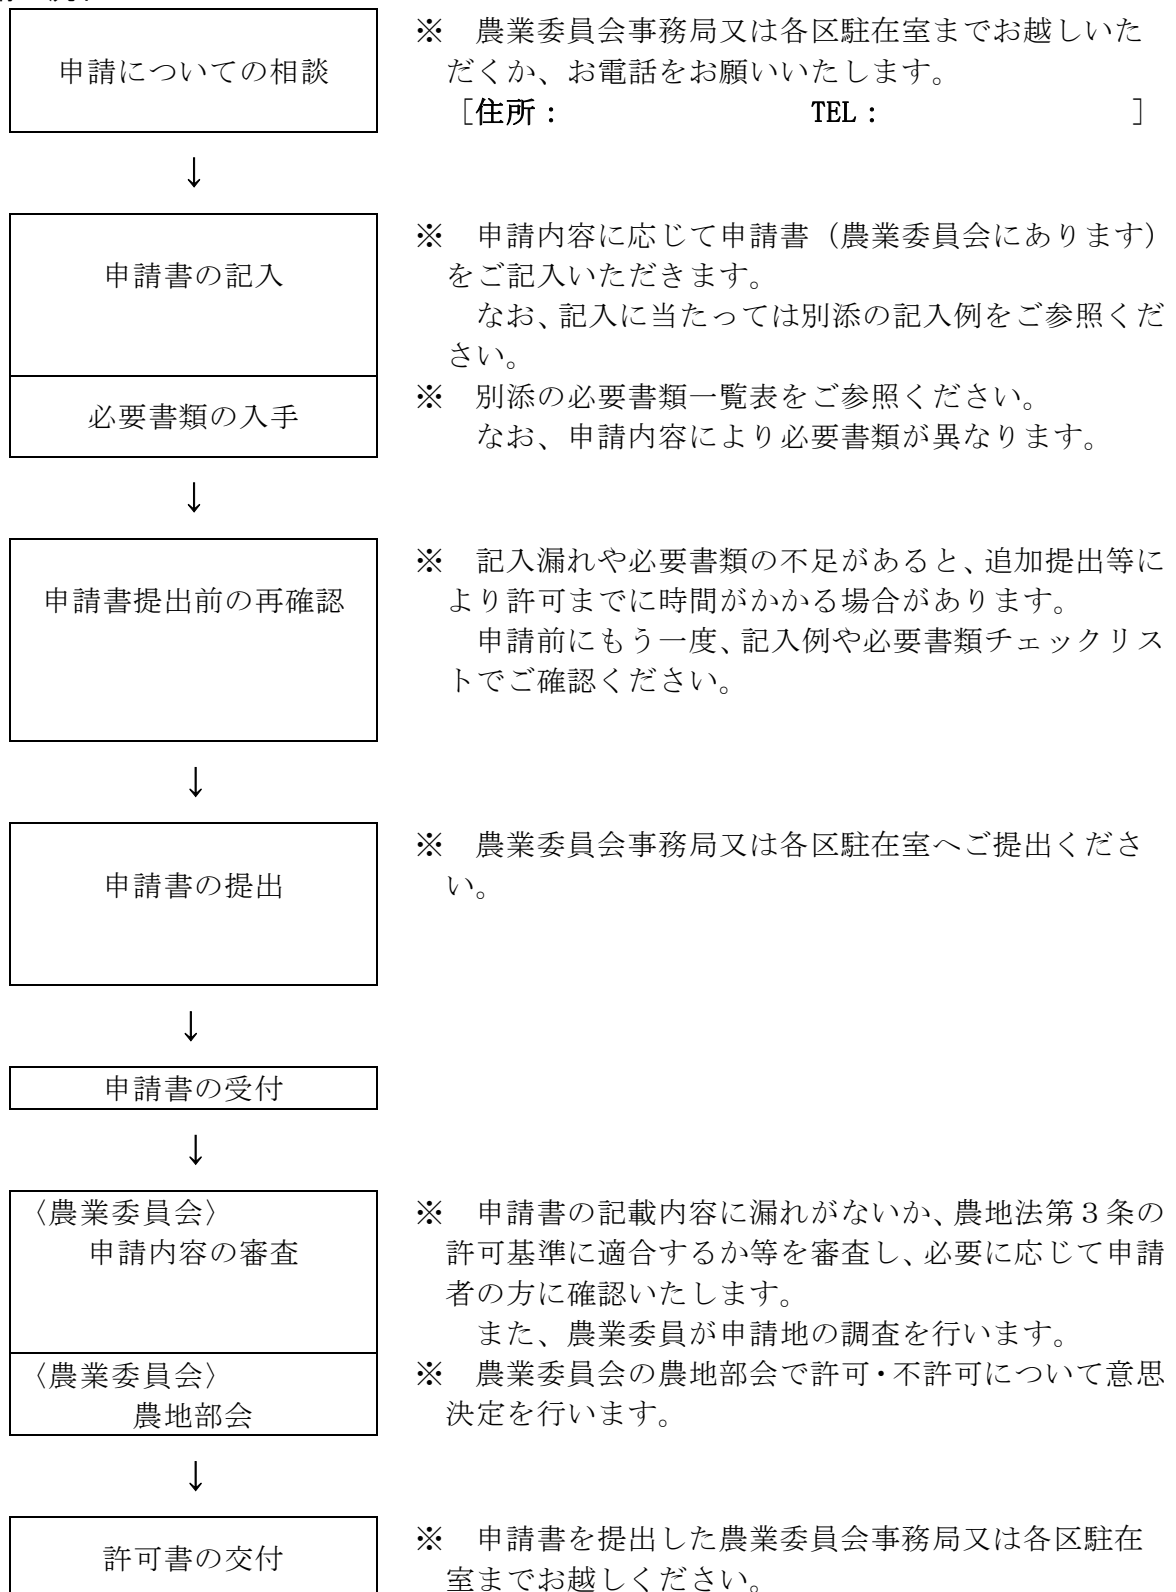 申請についての相談
※　農業委員会事務局又は各区駐在室までお越しいた
だくか、お電話をお願いいたします。
［住所：　　　　　　　　TEL：　　　　　　　　］
↓
申請書の記入
※　申請内容に応じて申請書（農業委員会にあります）
をご記入いただきます。
なお、記入に当たっては別添の記入例をご参照くだ
さい。
必要書類の入手
※　別添の必要書類一覧表をご参照ください。
なお、申請内容により必要書類が異なります。
↓
申請書提出前の再確認
※　記入漏れや必要書類の不足があると、追加提出等に
より許可までに時間がかかる場合があります。
申請前にもう一度、記入例や必要書類チェックリス
トでご確認ください。
↓
申請書の提出
※　農業委員会事務局又は各区駐在室へご提出くださ
い。
↓
申請書の受付
↓
〈農業委員会〉
申請内容の審査
※　申請書の記載内容に漏れがないか、農地法第３条の
許可基準に適合するか等を審査し、必要に応じて申請
者の方に確認いたします。
また、農業委員が申請地の調査を行います。
〈農業委員会〉
農地部会
※　農業委員会の農地部会で許可・不許可について意思
決定を行います。
↓
許可書の交付
※　申請書を提出した農業委員会事務局又は各区駐在
室までお越しください。